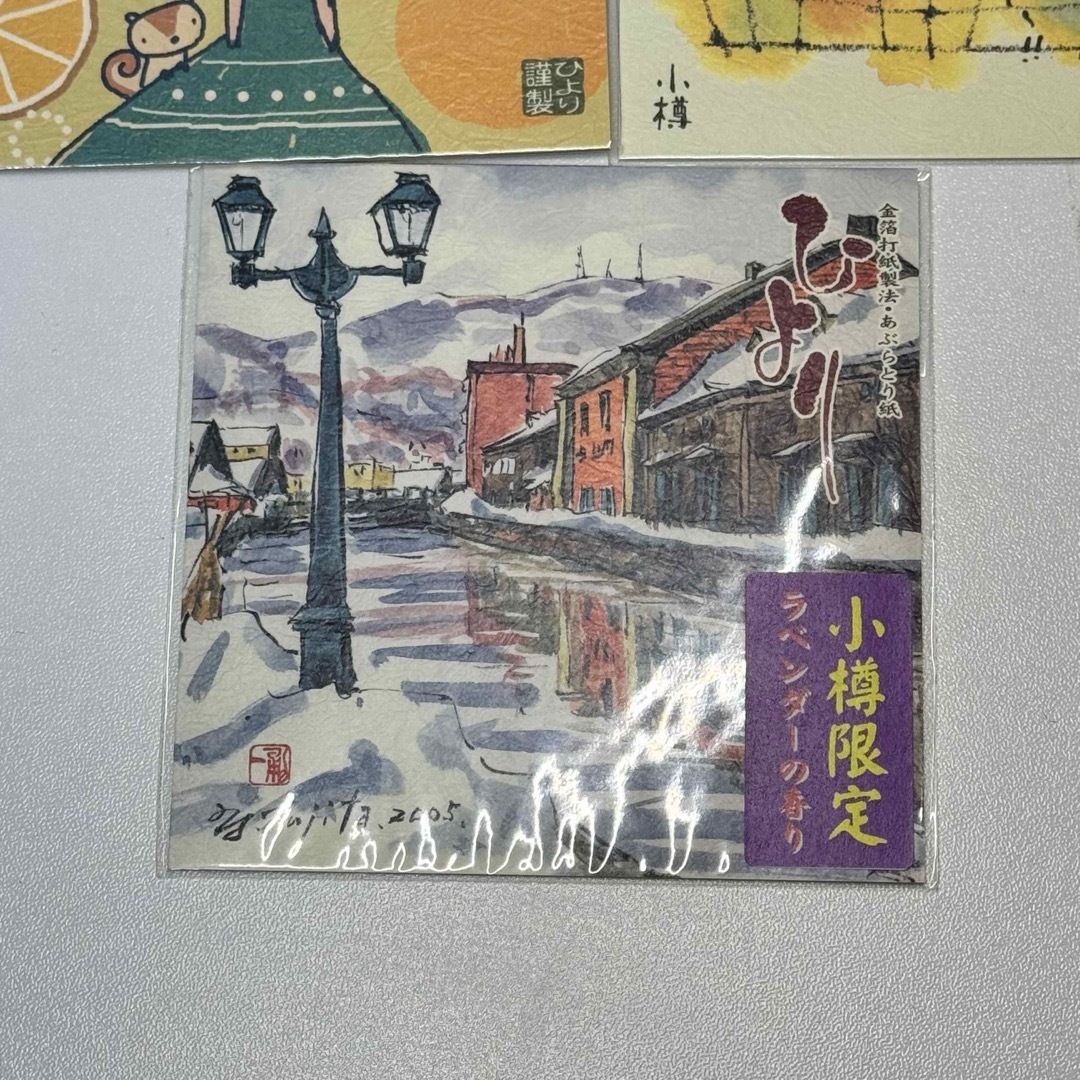 ひより
謹製
小樽
ひより
金箔打紙製法・あぶらとり紙
小樽限定
ラベンダーの香り
Fujita. 2005.